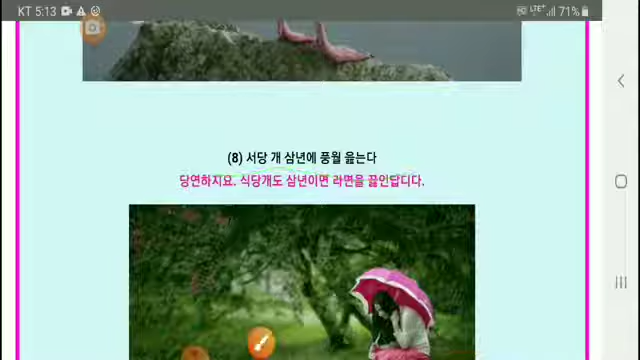 KT 5:13
LTE+ 71%
(8) 서당 개 삼년에 풍월 읊는다
당연하지요. 식당개도 삼년이면 라면을 끓인답디다.